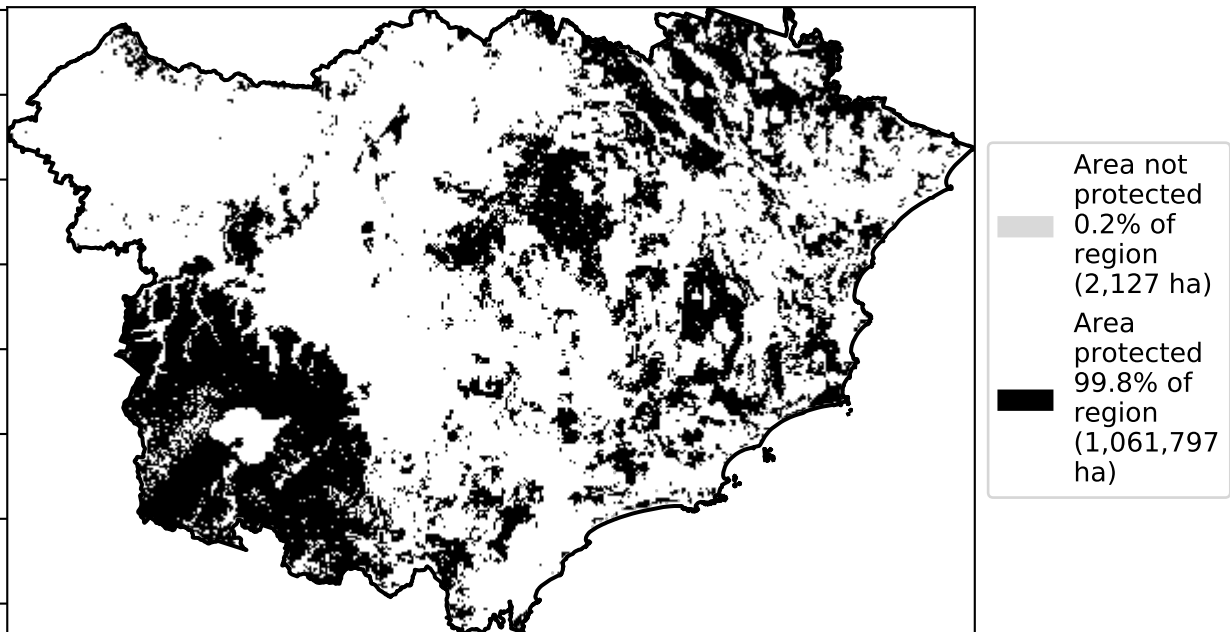 Area not
protected
0.2% of
region
(2,127 ha)
Area
protected
99.8% of
region
(1,061,797
ha)